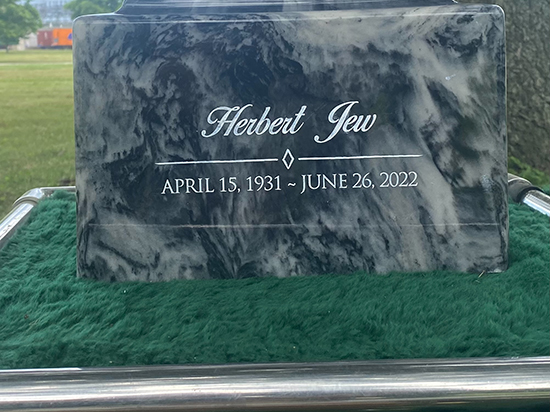 Herbert Jew
APRIL 15, 1931 ~ JUNE 26, 2022